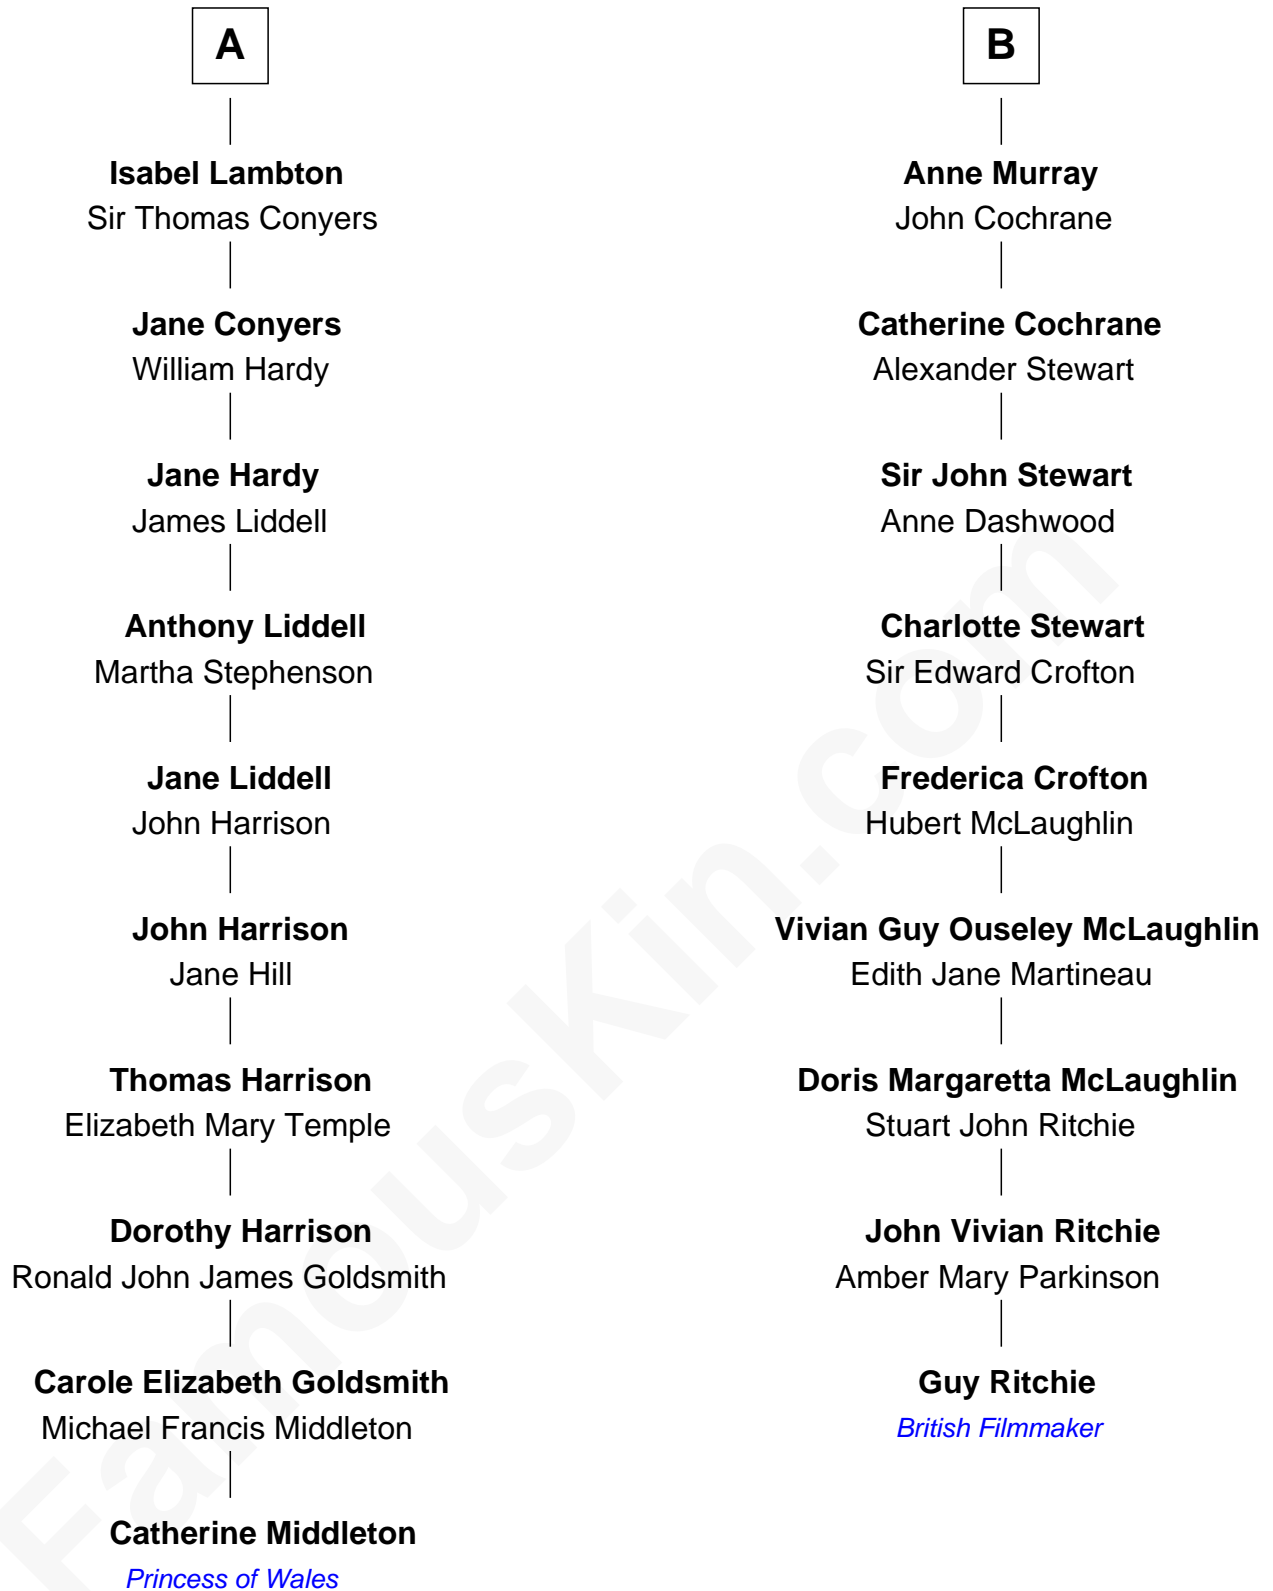 A
Isabel Lambton
Sir Thomas Conyers
Jane Conyers
William Hardy
Jane Hardy
James Liddell
Anthony Liddell
Martha Stephenson
Jane Liddell
John Harrison
John Harrison
Jane Hill
Thomas Harrison
Elizabeth Mary Temple
Dorothy Harrison
Ronald John James Goldsmith
Carole Elizabeth Goldsmith
Michael Francis Middleton
Catherine Middleton
Princess of Wales
B
Anne Murray
John Cochrane
Catherine Cochrane
Alexander Stewart
Sir John Stewart
Anne Dashwood
Charlotte Stewart
Sir Edward Crofton
Frederica Crofton
Hubert McLaughlin
Vivian Guy Ouseley McLaughlin
Edith Jane Martineau
Doris Margaretta McLaughlin
Stuart John Ritchie
John Vivian Ritchie
Amber Mary Parkinson
Guy Ritchie
British Filmmaker
FamousKin.com